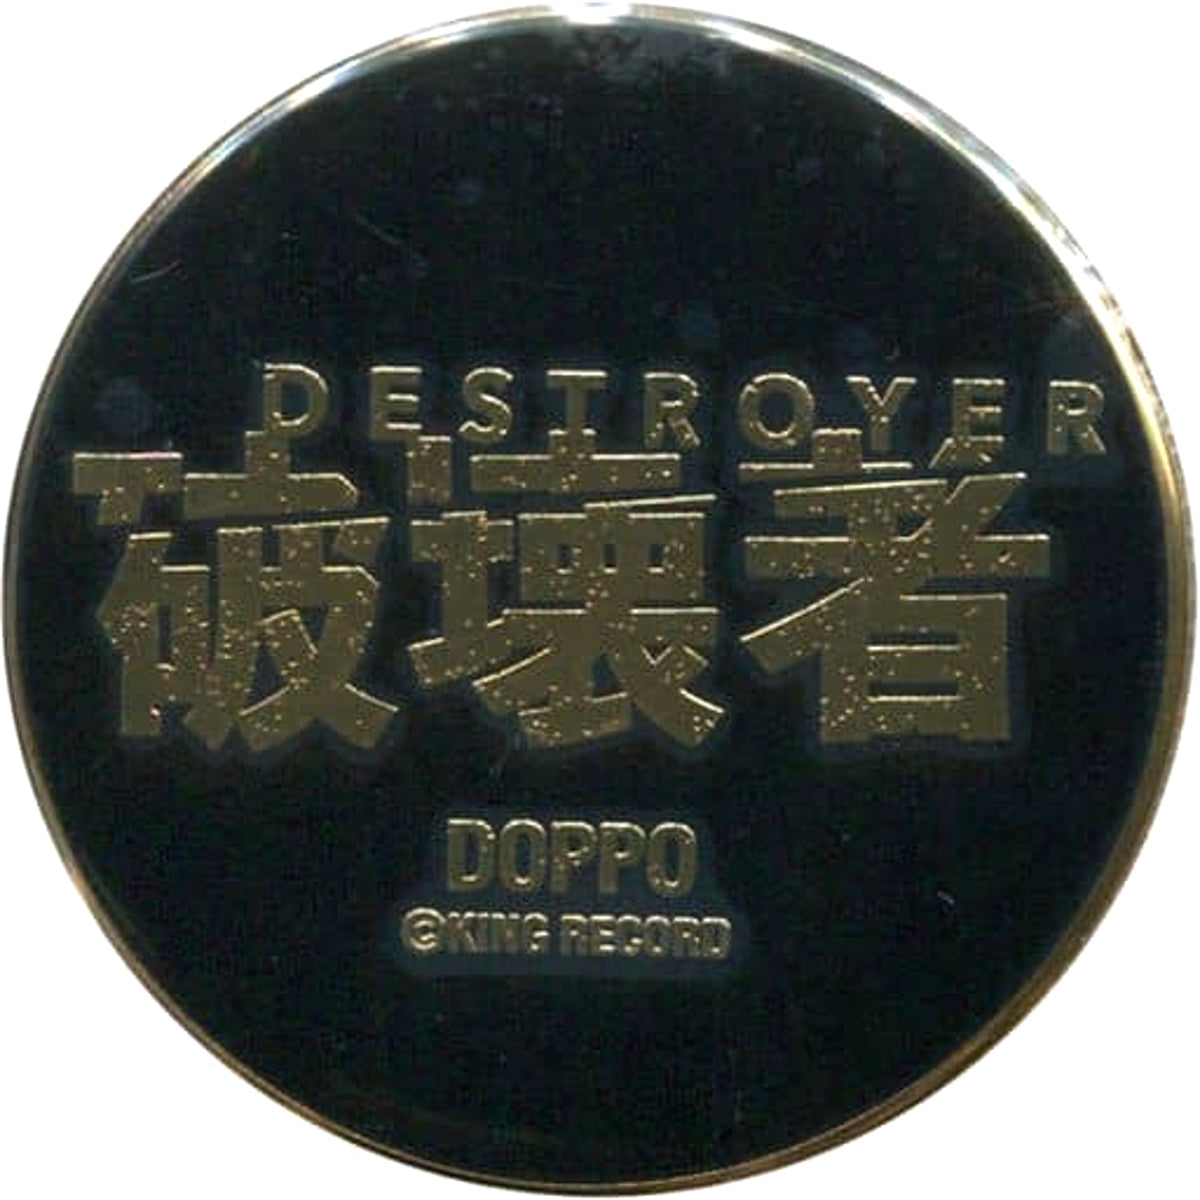 DESTROYER
破壊者
DOPPO
©KING RECORD